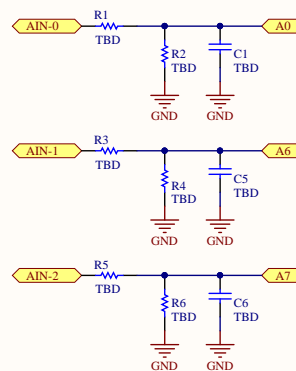 AIN-0 R1 TBD A0
R2 TBD C1 TBD
GND GND
AIN-1 R3 TBD A6
R4 TBD C5 TBD
GND GND
AIN-2 R5 TBD A7
R6 TBD C6 TBD
GND GND